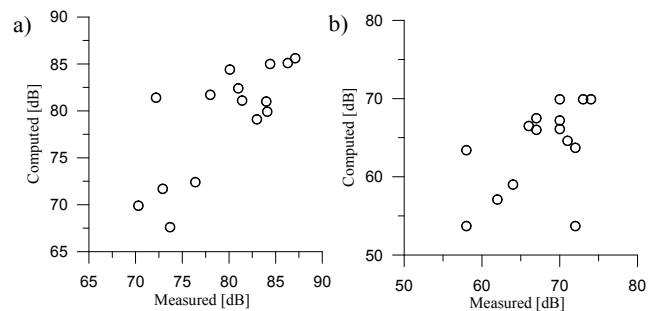 a)
90
85
80
75
70
65
Computed [dB]
65 70 75 80 85 90
Measured [dB]
b)
80
70
60
50
Computed [dB]
50 60 70 80
Measured [dB]